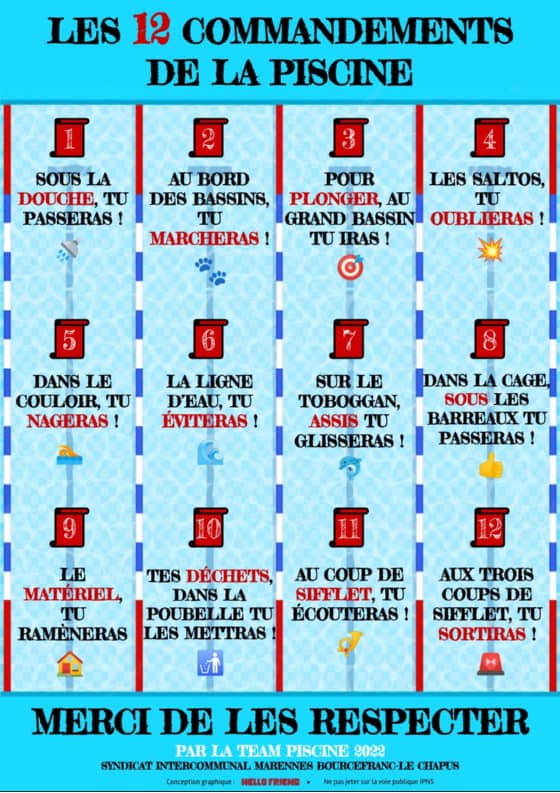 LES 12 COMMANDEMENTS
DE LA PISCINE
1
SOUS LA
DOUCHE, TU
PASSERAS !
2
AU BORD
DES BASSINS,
TU
MARCHERAS !
3
POUR
PLONGER, AU
GRAND BASSIN
TU IRAS !
4
LES SALTOS,
TU
OUBLIERAS !
5
DANS LE
COULOIR, TU
NAGERAS !
6
LA LIGNE
D'EAU, TU
ÉVITERAS !
7
SUR LE
TOBOGGAN,
ASSIS TU
GLISSERAS !
8
DANS LA CAGE,
SOUS LES
BARREAUX TU
PASSERAS !
9
LE
MATÉRIEL,
TU
RAMÈNERAS
10
TES DÉCHETS,
DANS LA
POUBELLE TU
LES METTRAS !
11
AU COUP DE
SIFFLET, TU
ÉCOUTERAS !
12
AUX TROIS
COUPS DE
SIFFLET, TU
SORTIRAS !
MERCI DE LES RESPECTER
PAR LA TEAM PISCINE 2022
SYNDICAT INTERCOMMUNAL MARENNES BOURCEFRANC-LE CHAPUS
Conception graphique : HELLO FRIEND • Ne pas jeter sur la voie publique IPNS